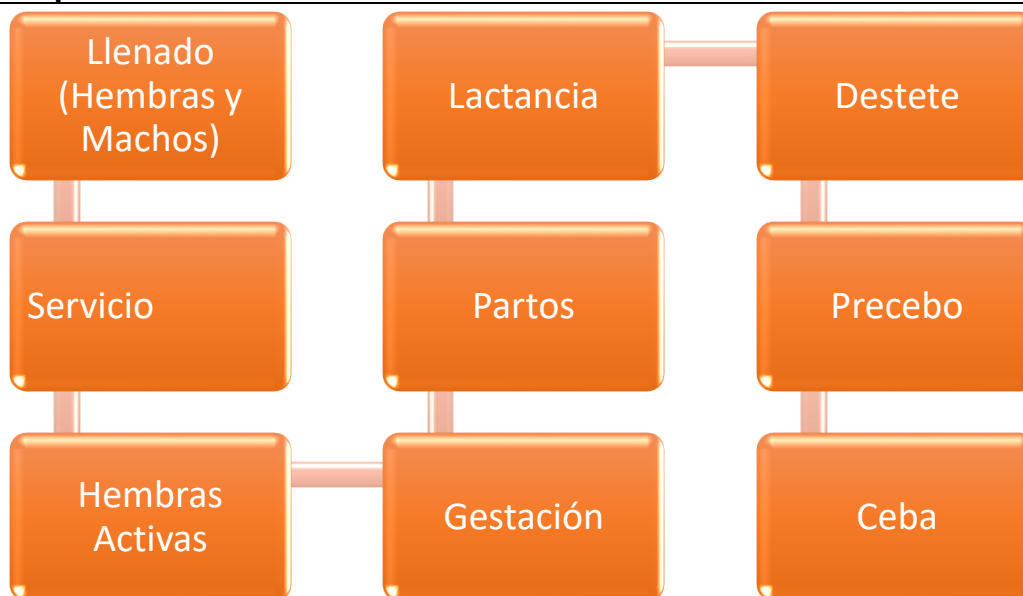 Llenado
(Hembras y
Machos)
Servicio
Hembras
Activas
Gestación
Partos
Lactancia
Destete
Precebo
Ceba